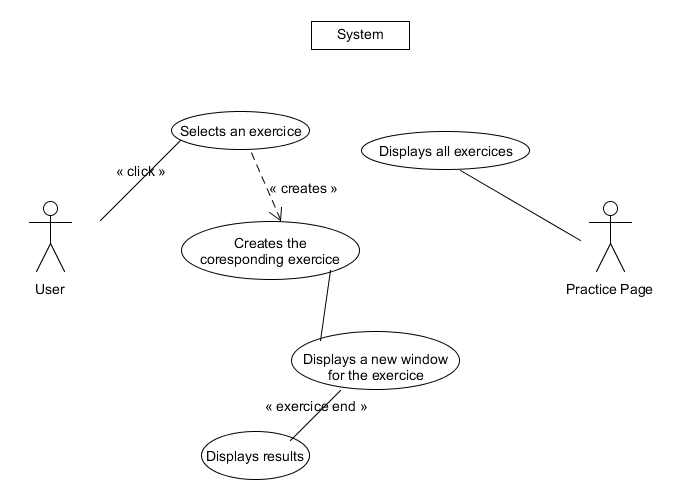 System
Selects an exercice
Displays all exercices
« click »
« creates »
Creates the
coresponding exercice
User
Practice Page
Displays a new window
for the exercice
« exercice end »
Displays results